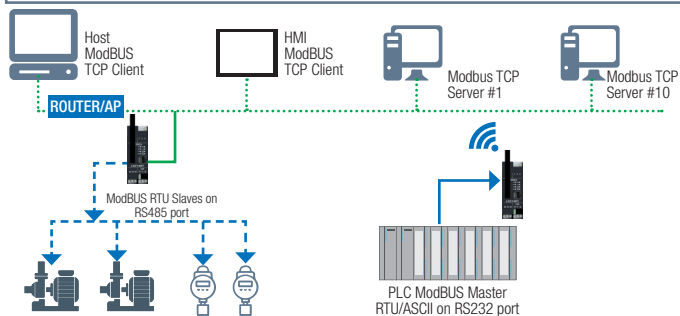 Host
ModBUS
TCP Client
HMI
ModBUS
TCP Client
Modbus TCP
Server #1
Modbus TCP
Server #10
ROUTER/AP
ModBUS RTU Slaves on
RS485 port
PLC ModBUS Master
RTU/ASCII on RS232 port